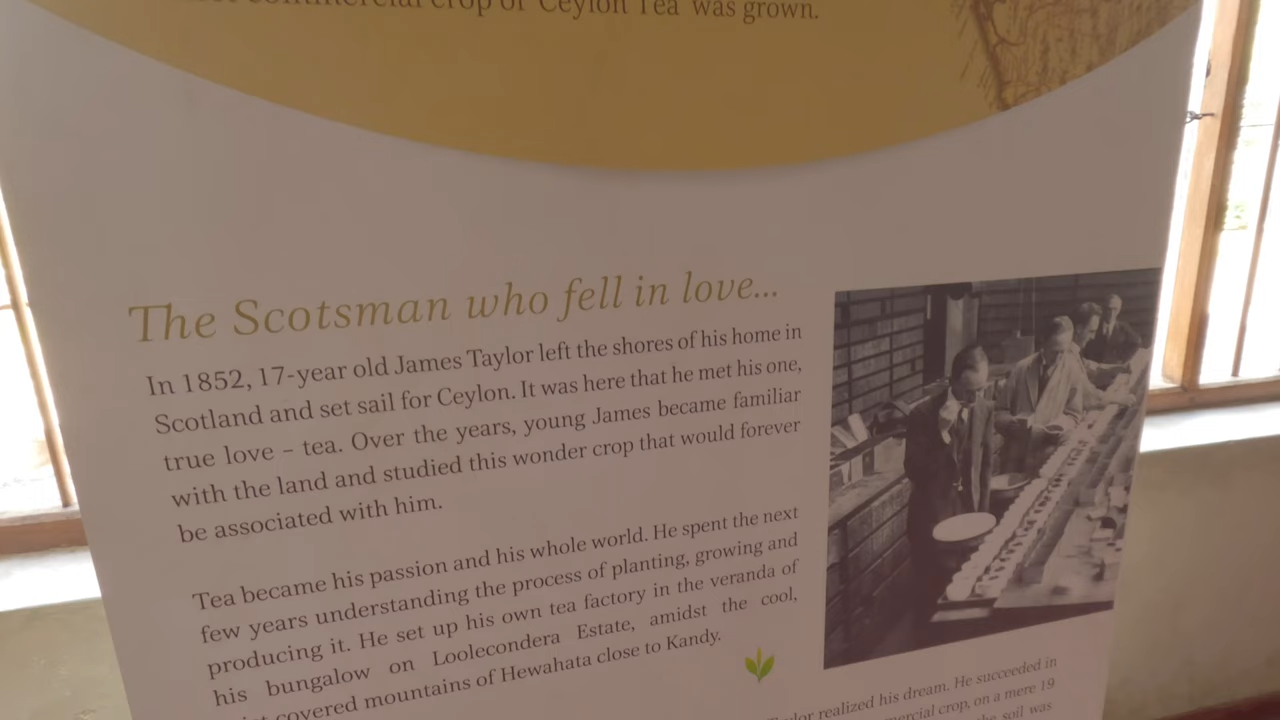 commercial crop of 'Ceylon Tea' was grown.
The Scotsman who fell in love...
In 1852, 17-year old James Taylor left the shores of his home in
Scotland and set sail for Ceylon. It was here that he met his one,
true love – tea. Over the years, young James became familiar
with the land and studied this wonder crop that would forever
be associated with him.
Tea became his passion and his whole world. He spent the next
few years understanding the process of planting, growing and
producing it. He set up his own tea factory in the veranda of
his bungalow on Loolecondera Estate, amidst the cool,
covered mountains of Hewahata close to Kandy.
realized his dream. He succeeded in
crop, on a mere 19
the soil was